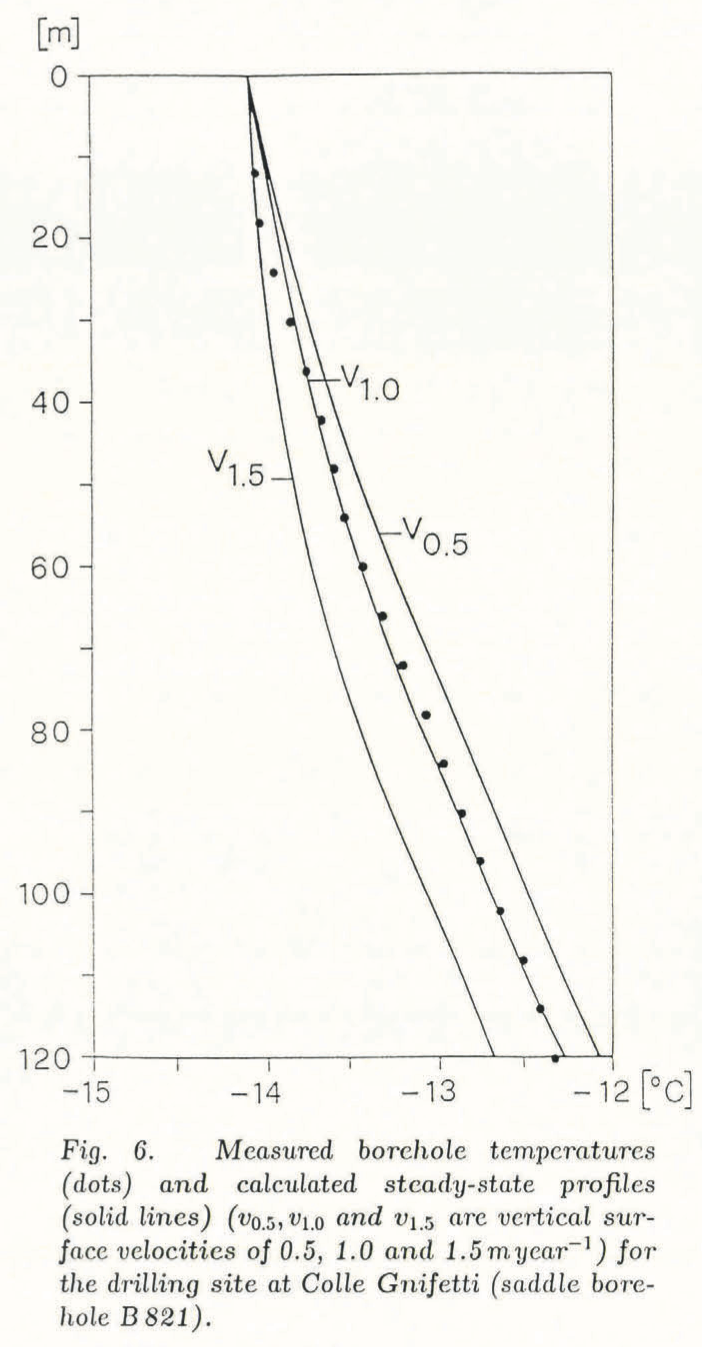 [m]
0
20
V1.0
40
V1.5
V0.5
60
80
100
120
-15 -14 -13 -12 [°C]
Fig. 6. Measured borehole temperatures
(dots) and calculated steady-state profiles
(solid lines) (v0.5, v1.0 and v1.5 are vertical sur-
face velocities of 0.5, 1.0 and 1.5 m year⁻¹) for
the drilling site at Colle Gnifetti (saddle bore-
hole B 821).